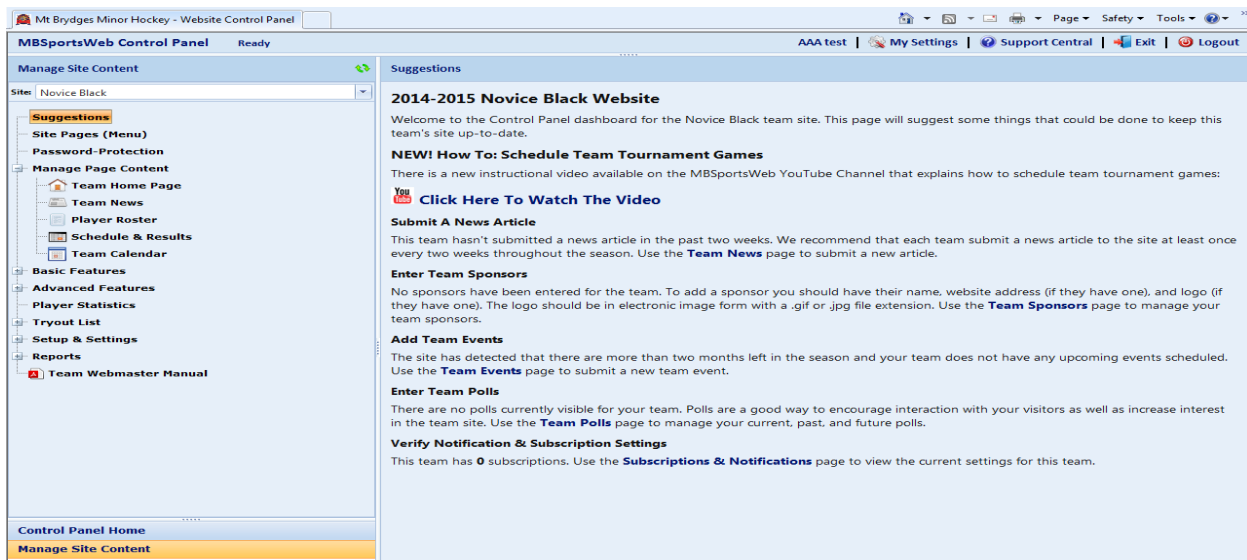 Mt Brydges Minor Hockey - Website Control Panel
Page Safety Tools
MBSportsWeb Control Panel Ready
AAA test | My Settings | Support Central | Exit | Logout
Manage Site Content
Site: Novice Black
Suggestions
Site Pages (Menu)
Password-Protection
Manage Page Content
Team Home Page
Team News
Player Roster
Schedule & Results
Team Calendar
Basic Features
Advanced Features
Player Statistics
Tryout List
Setup & Settings
Reports
Team Webmaster Manual
Control Panel Home
Manage Site Content
Suggestions
2014-2015 Novice Black Website
Welcome to the Control Panel dashboard for the Novice Black team site. This page will suggest some things that could be done to keep this
team's site up-to-date.
NEW! How To: Schedule Team Tournament Games
There is a new instructional video available on the MBSportsWeb YouTube Channel that explains how to schedule team tournament games:
You Tube Click Here To Watch The Video
Submit A News Article
This team hasn't submitted a news article in the past two weeks. We recommend that each team submit a news article to the site at least once
every two weeks throughout the season. Use the Team News page to submit a new article.
Enter Team Sponsors
No sponsors have been entered for the team. To add a sponsor you should have their name, website address (if they have one), and logo (if
they have one). The logo should be in electronic image form with a .gif or .jpg file extension. Use the Team Sponsors page to manage your
team sponsors.
Add Team Events
The site has detected that there are more than two months left in the season and your team does not have any upcoming events scheduled.
Use the Team Events page to submit a new team event.
Enter Team Polls
There are no polls currently visible for your team. Polls are a good way to encourage interaction with your visitors as well as increase interest
in the team site. Use the Team Polls page to manage your current, past, and future polls.
Verify Notification & Subscription Settings
This team has 0 subscriptions. Use the Subscriptions & Notifications page to view the current settings for this team.